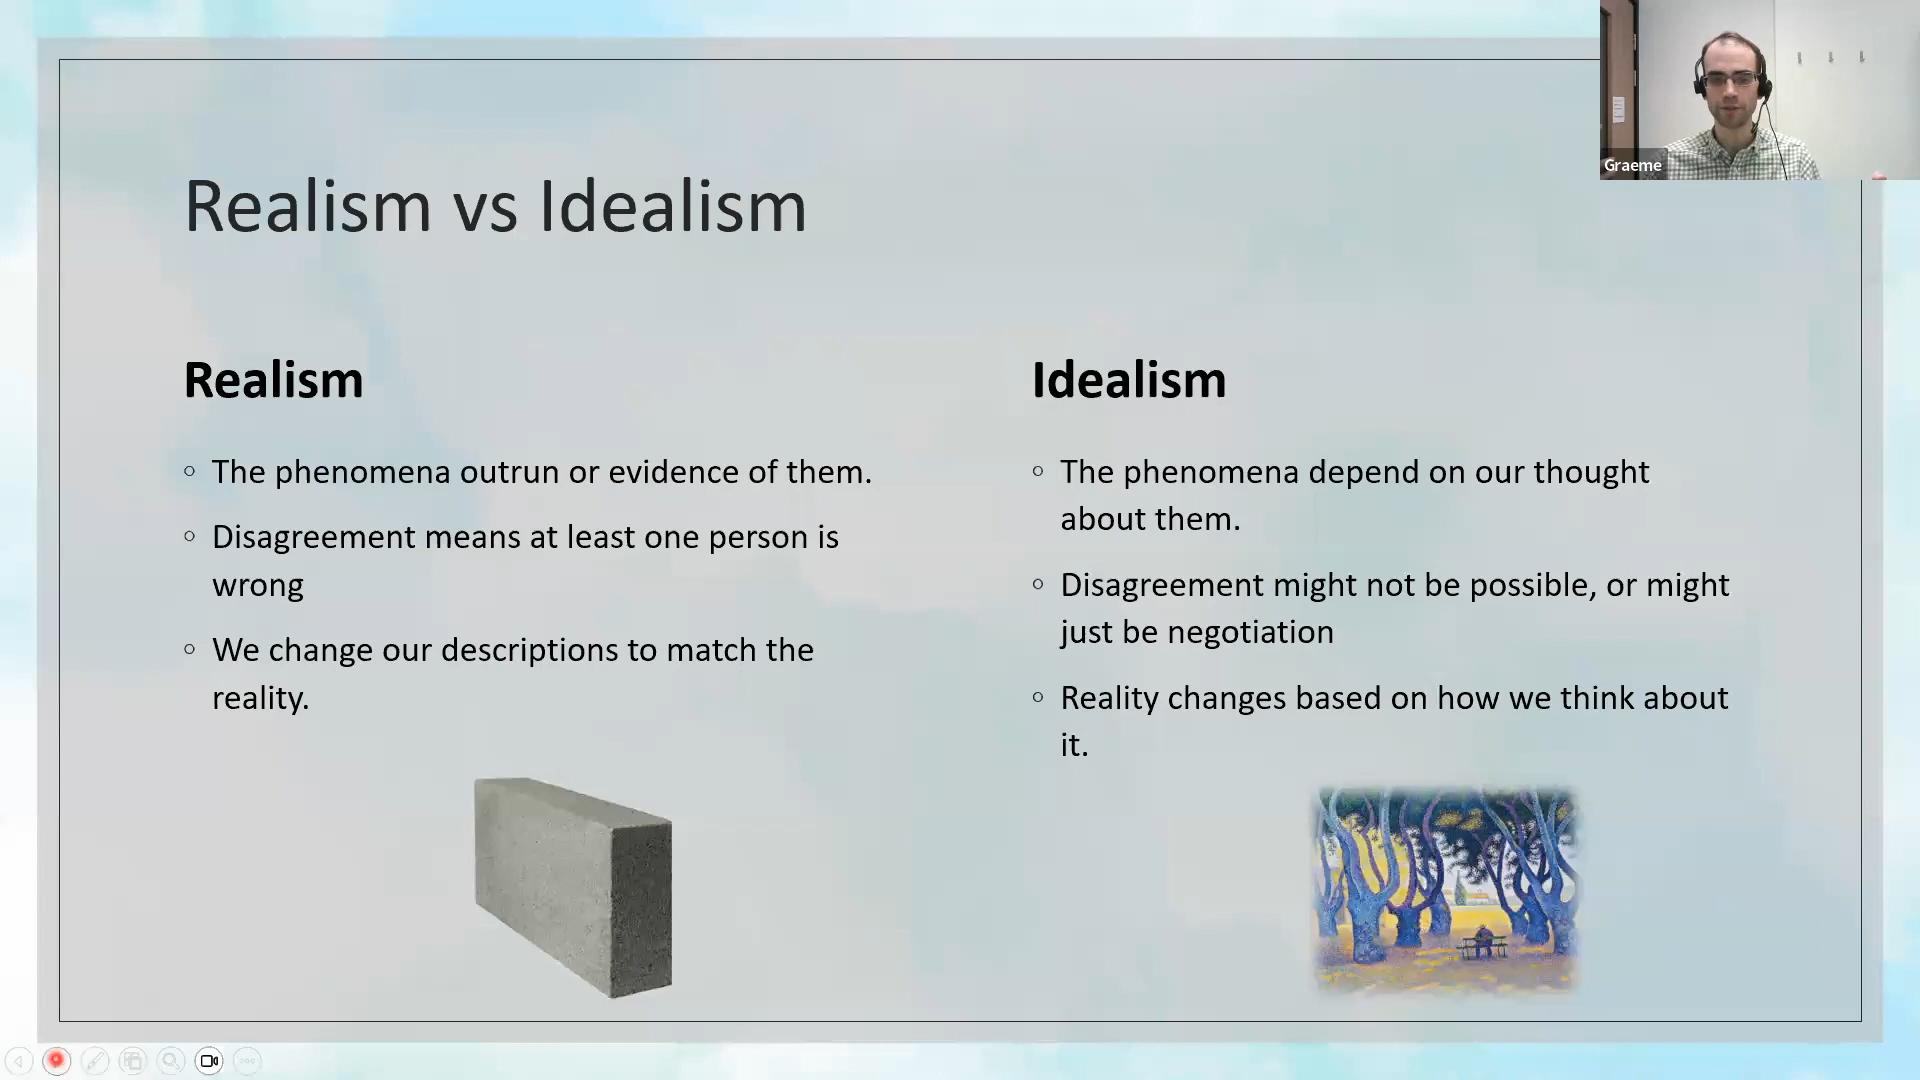 Graeme
Realism vs Idealism
Realism
◦ The phenomena outrun or evidence of them.
◦ Disagreement means at least one person is
wrong
◦ We change our descriptions to match the
reality.
Idealism
◦ The phenomena depend on our thought
about them.
◦ Disagreement might not be possible, or might
just be negotiation
◦ Reality changes based on how we think about
it.